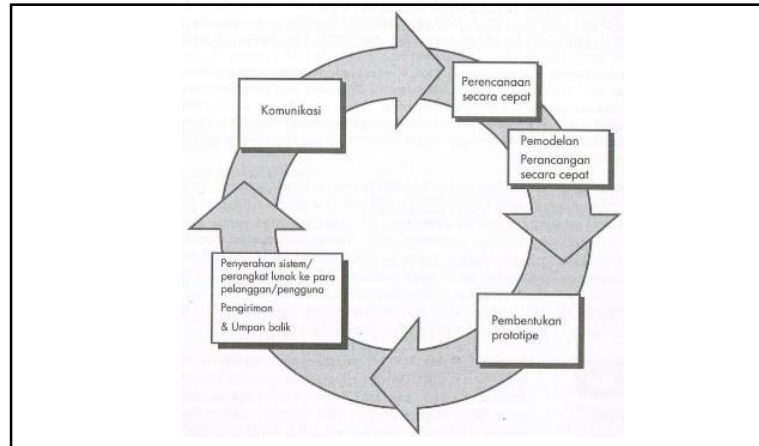 Komunikasi
Perencanaan
secara cepat
Pemodelan
Perancangan
secara cepat
Pembentukan
prototipe
Penyerahan sistem/
perangkat lunak ke para
pelanggan/pengguna
Pengiriman
& Umpan balik